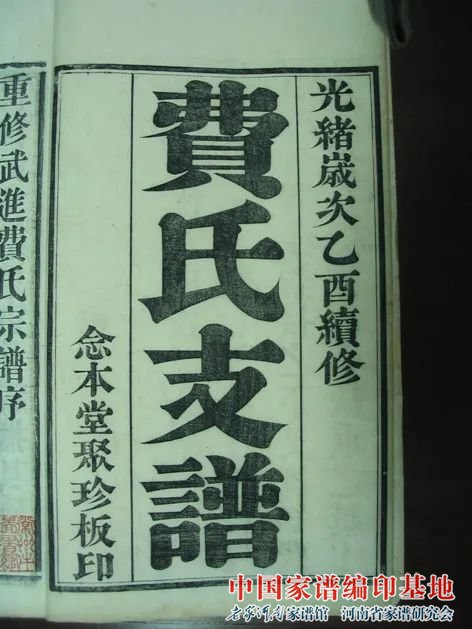 光緒歲次乙酉續修
費氏支譜
念本堂聚珍板印
重修武進費氏宗譜序
中国家谱编印基地
老家河南家谱馆 河南省家谱研究会